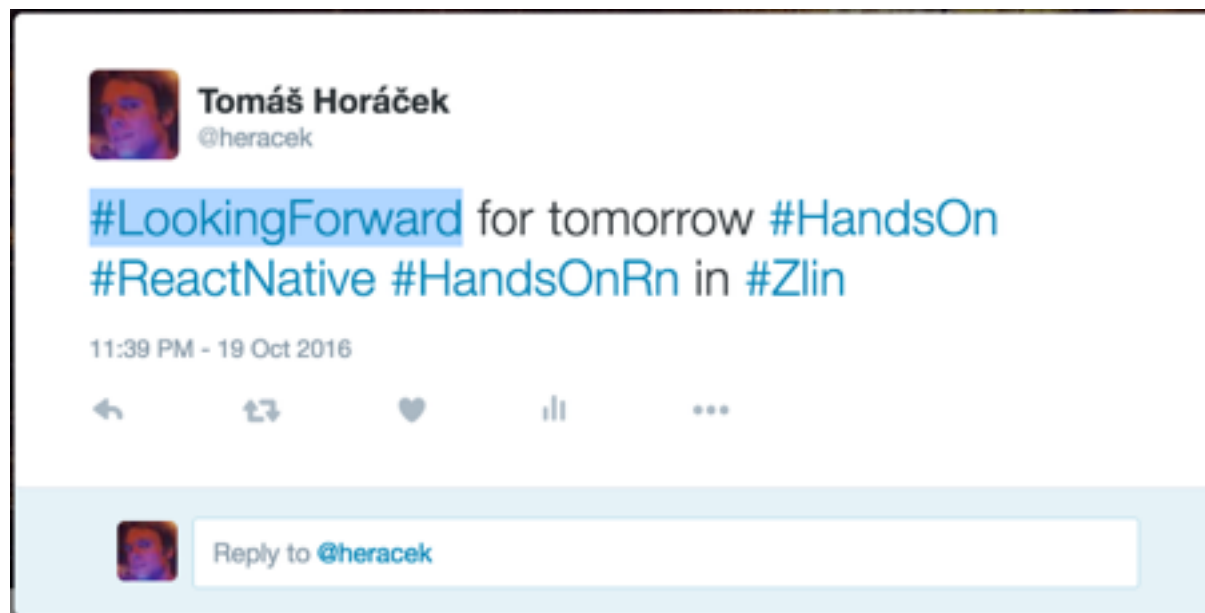 Tomáš Horáček
@heracek
#LookingForward for tomorrow #HandsOn
#ReactNative #HandsOnRn in #Zlin
11:39 PM - 19 Oct 2016
Reply to @heracek